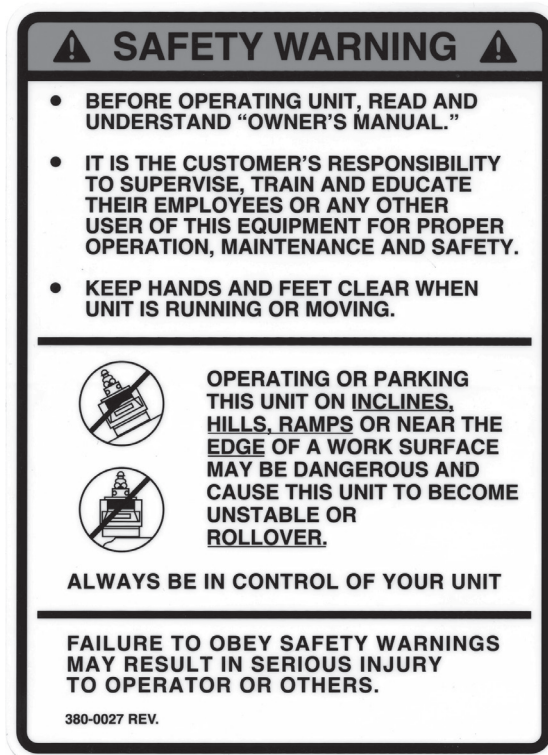 SAFETY WARNING
• BEFORE OPERATING UNIT, READ AND
UNDERSTAND “OWNER’S MANUAL.”
• IT IS THE CUSTOMER’S RESPONSIBILITY
TO SUPERVISE, TRAIN AND EDUCATE
THEIR EMPLOYEES OR ANY OTHER
USER OF THIS EQUIPMENT FOR PROPER
OPERATION, MAINTENANCE AND SAFETY.
• KEEP HANDS AND FEET CLEAR WHEN
UNIT IS RUNNING OR MOVING.
OPERATING OR PARKING
THIS UNIT ON INCLINES,
HILLS, RAMPS OR NEAR THE
EDGE OF A WORK SURFACE
MAY BE DANGEROUS AND
CAUSE THIS UNIT TO BECOME
UNSTABLE OR
ROLLOVER.
ALWAYS BE IN CONTROL OF YOUR UNIT
FAILURE TO OBEY SAFETY WARNINGS
MAY RESULT IN SERIOUS INJURY
TO OPERATOR OR OTHERS.
380-0027 REV.